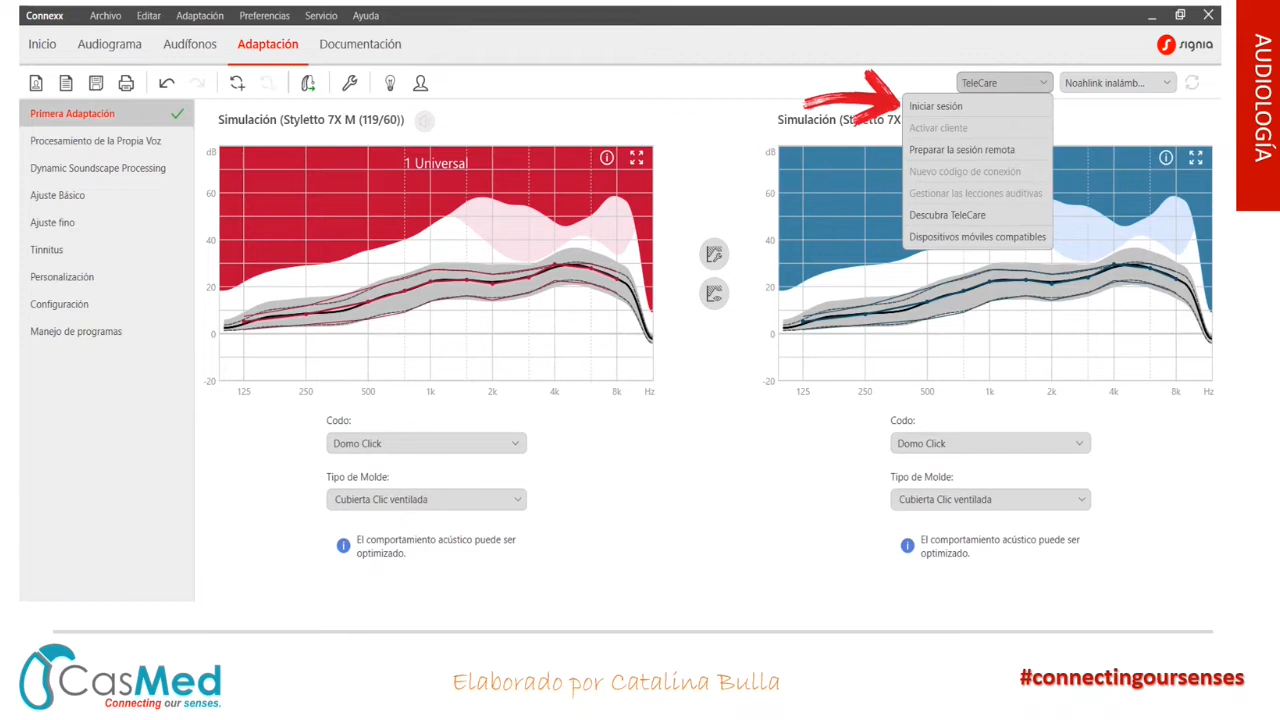 Connexx Archivo Editar Adaptación Preferencias Servicio Ayuda
Inicio Audiograma Audífonos Adaptación Documentación
signia
TeleCare
Noahlink inalámb...
Primera Adaptación
Procesamiento de la Propia Voz
Dynamic Soundscape Processing
Ajuste Básico
Ajuste fino
Tinnitus
Personalización
Configuración
Manejo de programas
Iniciar sesión
Activar cliente
Preparar la sesión remota
Nuevo código de conexión
Gestionar las lecciones auditivas
Descubra TeleCare
Dispositivos móviles compatibles
Simulación (Styletto 7X M (119/60))
dB
1 Universal
60
40
20
0
-20
125 250 500 1k 2k 4k 8k Hz
Codo:
Domo Click
Tipo de Molde:
Cubierta Clic ventilada
El comportamiento acústico puede ser
optimizado.
Simulación (Styletto 7X
dB
60
40
20
0
-20
125 250 500 1k 2k 4k 8k Hz
Codo:
Domo Click
Tipo de Molde:
Cubierta Clic ventilada
El comportamiento acústico puede ser
optimizado.
AUDIOLOGÍA
CasMed
Connecting our senses.
Elaborado por Catalina Bulla
#connectingoursenses